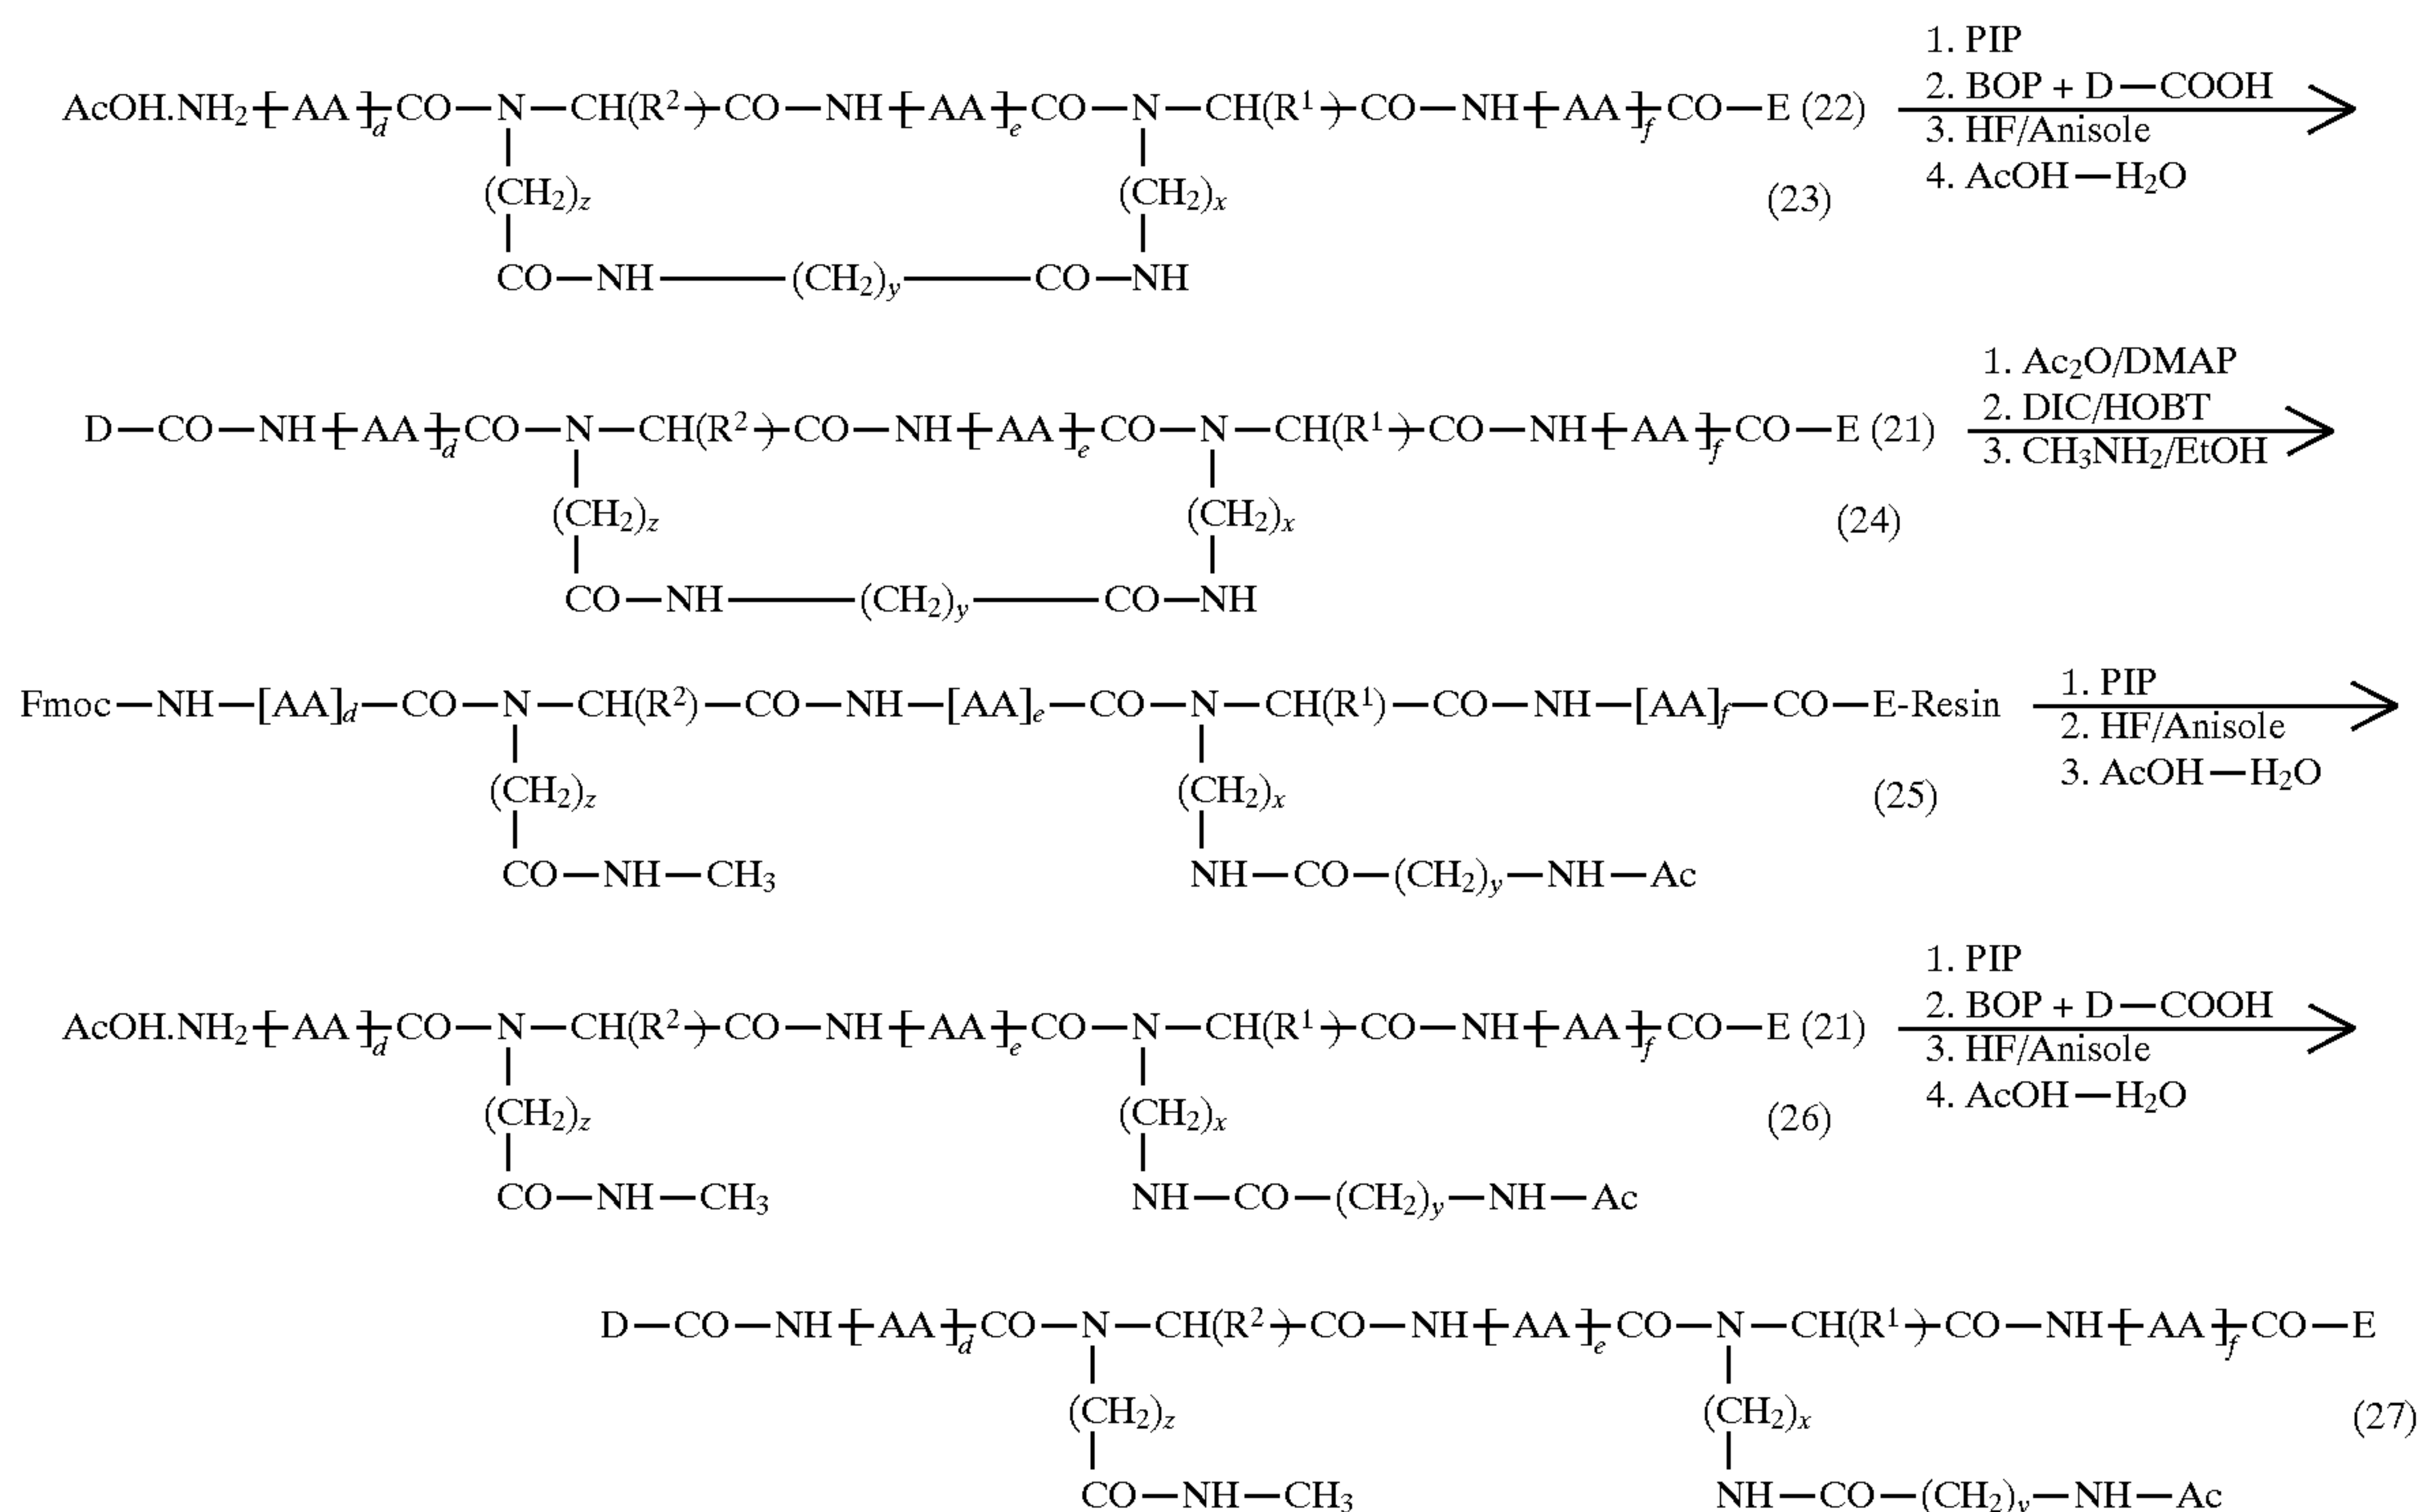 1. PIP
2. BOP + D—COOH
AcOH.NH₂-[-AA-]d-CO—N—CH(R²-)-CO—NH-[-AA-]e-CO—N—CH(R¹-)-CO—NH-[-AA-]f-CO—E (22)
3. HF/Anisole
4. AcOH—H₂O
(CH₂)z (CH₂)x (23)
CO—NH—(CH₂)y—CO—NH
1. Ac₂O/DMAP
2. DIC/HOBT
D—CO—NH-[-AA-]d-CO—N—CH(R²-)-CO—NH-[-AA-]e-CO—N—CH(R¹-)-CO—NH-[-AA-]f-CO—E (21)
3. CH₃NH₂/EtOH
(CH₂)z (CH₂)x (24)
CO—NH—(CH₂)y—CO—NH
1. PIP
Fmoc—NH—[AA]d—CO—N—CH(R²)—CO—NH—[AA]e—CO—N—CH(R¹)—CO—NH—[AA]f—CO—E-Resin
2. HF/Anisole
3. AcOH—H₂O
(CH₂)z (CH₂)x (25)
CO—NH—CH₃ NH—CO—(CH₂)y—NH—Ac
1. PIP
2. BOP + D—COOH
AcOH.NH₂-[-AA-]d-CO—N—CH(R²-)-CO—NH-[-AA-]e-CO—N—CH(R¹-)-CO—NH-[-AA-]f-CO—E (21)
3. HF/Anisole
4. AcOH—H₂O
(CH₂)z (CH₂)x (26)
CO—NH—CH₃ NH—CO—(CH₂)y—NH—Ac
D—CO—NH-[-AA-]d-CO—N—CH(R²-)-CO—NH-[-AA-]e-CO—N—CH(R¹-)-CO—NH-[-AA-]f-CO—E
(CH₂)z (CH₂)x (27)
CO—NH—CH₃ NH—CO—(CH₂)y—NH—Ac